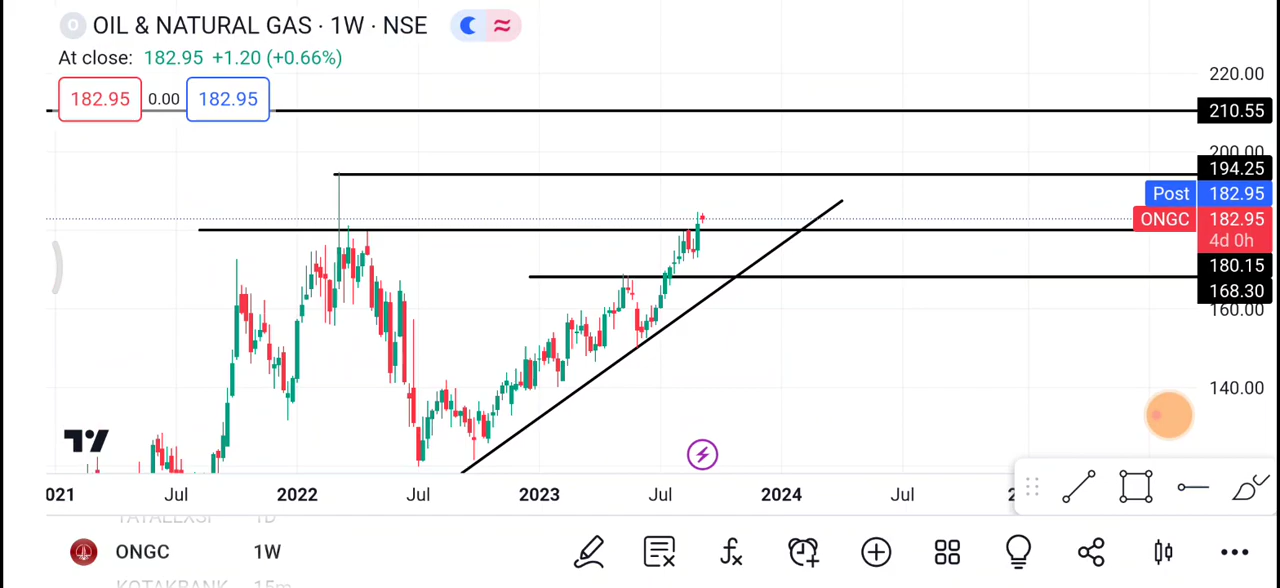 OIL & NATURAL GAS · 1W · NSE
At close: 182.95 +1.20 (+0.66%)
182.95 0.00 182.95
220.00
210.55
200.00
194.25
Post 182.95
ONGC 182.95
4d 0h
180.15
168.30
160.00
140.00
021 Jul 2022 Jul 2023 Jul 2024 Jul
ONGC 1W